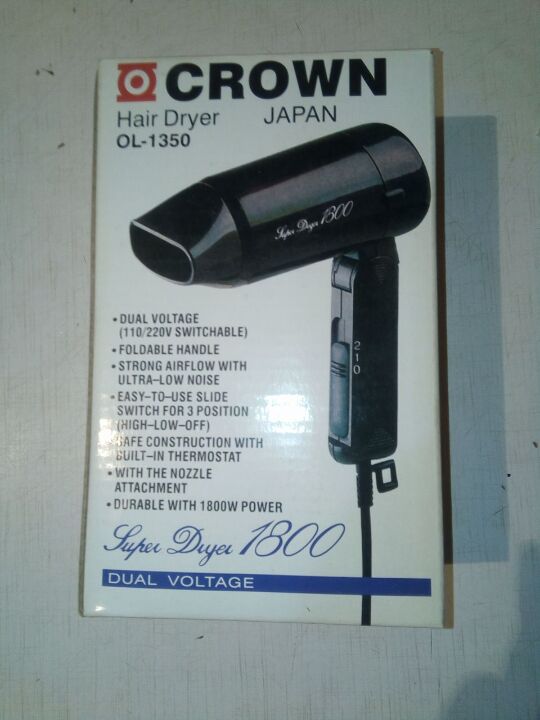 CROWN
Hair Dryer JAPAN
OL-1350
Super Dryer 1300
2
1
0
• DUAL VOLTAGE
(110/220V SWITCHABLE)
• FOLDABLE HANDLE
• STRONG AIRFLOW WITH
ULTRA-LOW NOISE
• EASY-TO-USE SLIDE
SWITCH FOR 3 POSITION
(HIGH-LOW-OFF)
• SAFE CONSTRUCTION WITH
BUILT-IN THERMOSTAT
• WITH THE NOZZLE
ATTACHMENT
• DURABLE WITH 1800W POWER
Super Dryer 1800
DUAL VOLTAGE